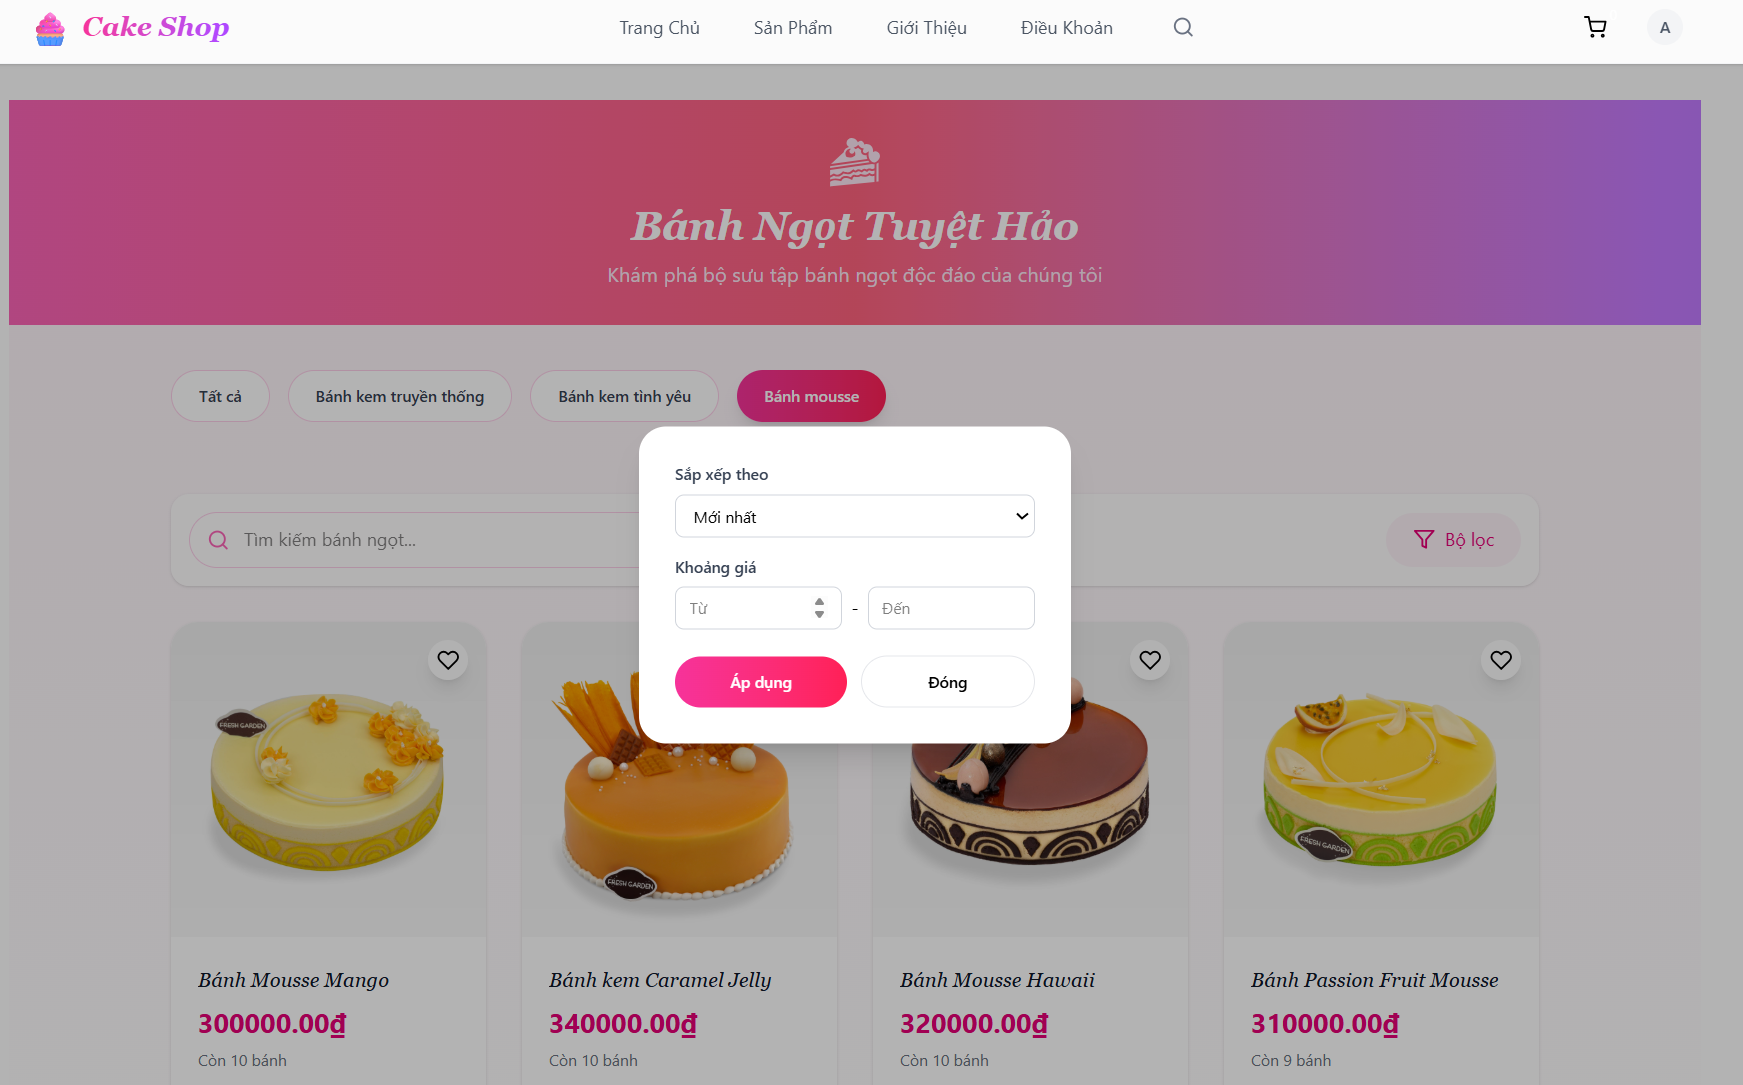 Cake Shop
Trang Chủ
Sản Phẩm
Giới Thiệu
Điều Khoản
A
Bánh Ngọt Tuyệt Hảo
Khám phá bộ sưu tập bánh ngọt độc đáo của chúng tôi
Tất cả
Bánh kem truyền thống
Bánh kem tình yêu
Bánh mousse
Sắp xếp theo
Mới nhất
Khoảng giá
Từ
-
Đến
Áp dụng
Đóng
Tìm kiếm bánh ngọt...
Bộ lọc
FRESH GARDEN
FRESH GARDEN
FRESH GARDEN
Bánh Mousse Mango
300000.00₫
Còn 10 bánh
Bánh kem Caramel Jelly
340000.00₫
Còn 10 bánh
Bánh Mousse Hawaii
320000.00₫
Còn 10 bánh
Bánh Passion Fruit Mousse
310000.00₫
Còn 9 bánh